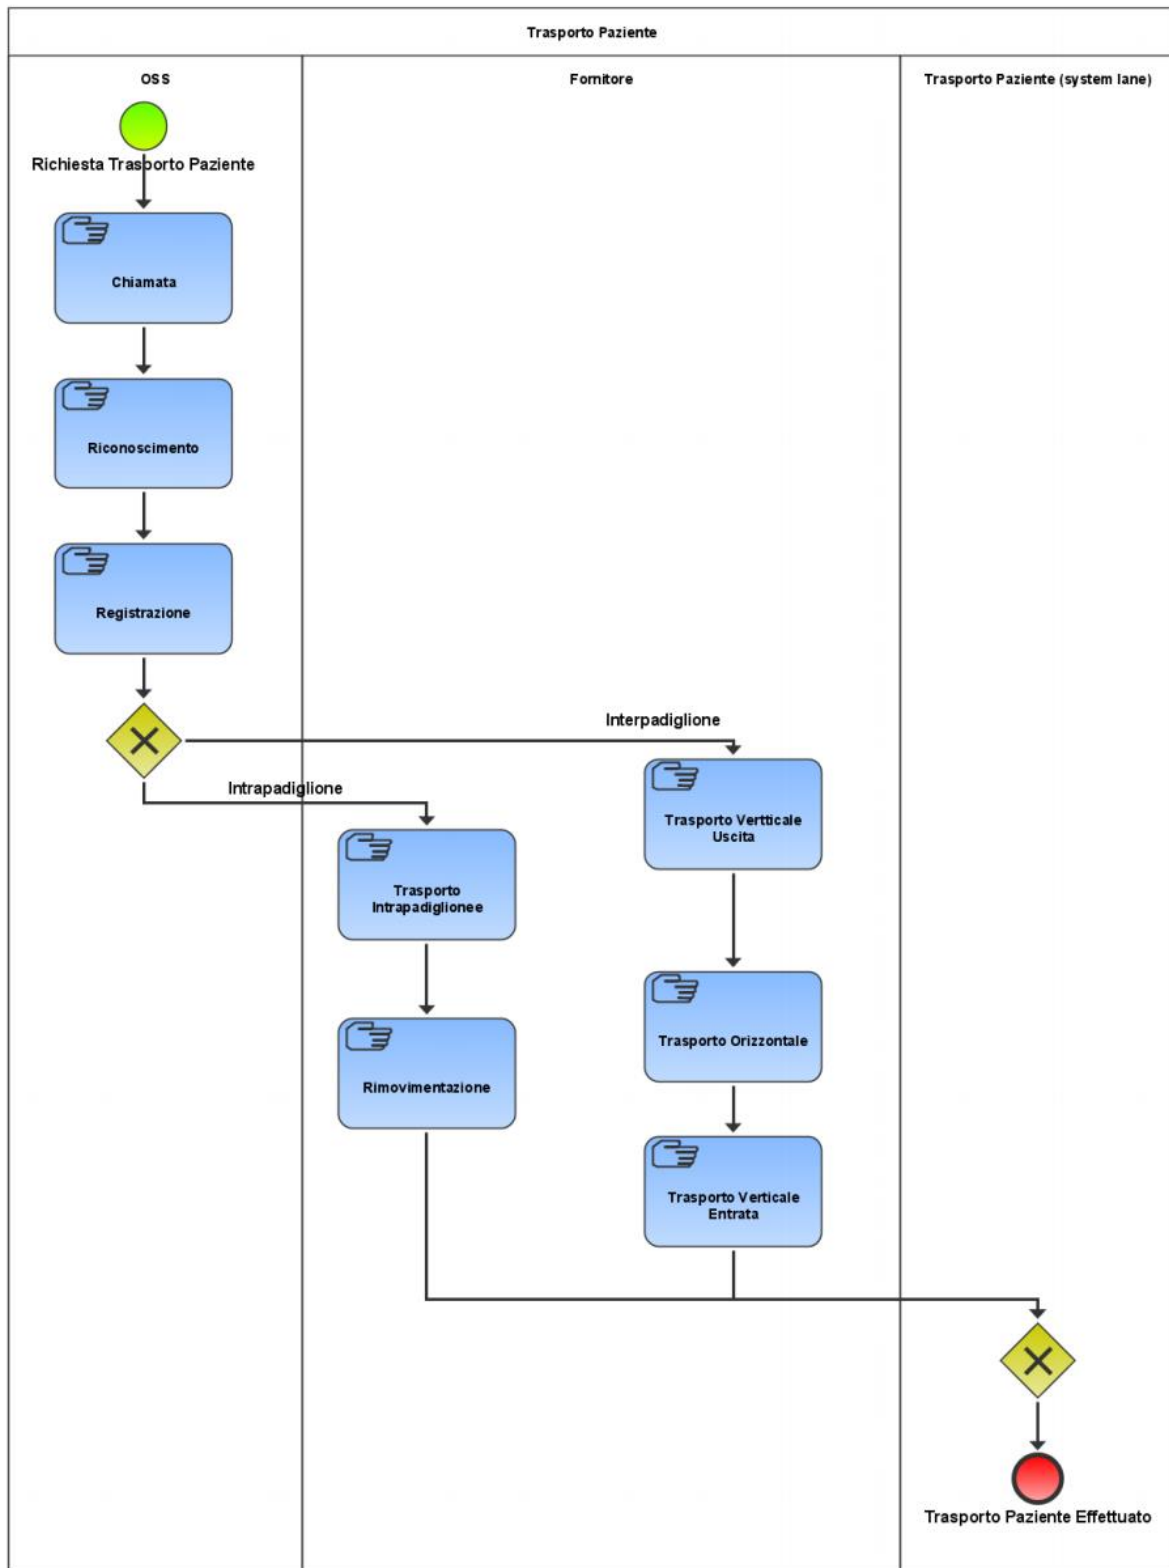 Trasporto Paziente
OSS
Fornitore
Trasporto Paziente (system lane)
Richiesta Trasporto Paziente
Chiamata
Riconoscimento
Registrazione
Interpadiglione
Intrapadiglione
Trasporto Vertticale
Uscita
Trasporto
Intrapadiglionee
Trasporto Orizzontale
Rimovimentazione
Trasporto Verticale
Entrata
Trasporto Paziente Effettuato